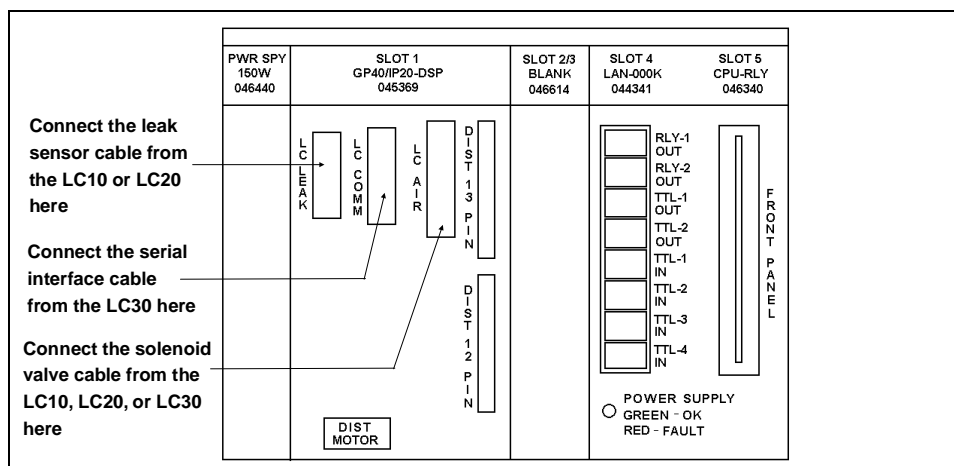 Connect the leak
sensor cable from
the LC10 or LC20
here
Connect the serial
interface cable
from the LC30 here
Connect the solenoid
valve cable from the
LC10, LC20, or LC30
here
PWR SPY
150W
046440
SLOT 1
GP40/IP20-DSP
045369
SLOT 2/3
BLANK
046614
SLOT 4
LAN-000K
044341
SLOT 5
CPU-RLY
046340
LC LEAK
LC COMM
LC AIR
DIST 13 PIN
DIST 12 PIN
DIST
MOTOR
RLY-1
OUT
RLY-2
OUT
TTL-1
OUT
TTL-2
OUT
TTL-1
IN
TTL-2
IN
TTL-3
IN
TTL-4
IN
FRONT PANEL
POWER SUPPLY
GREEN - OK
RED - FAULT